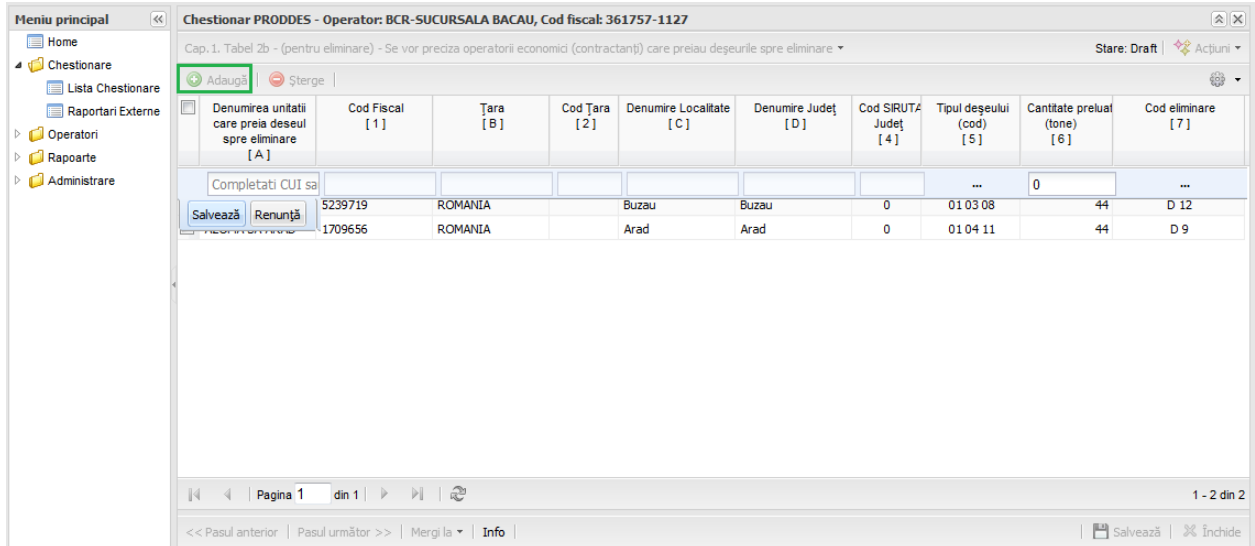 Meniu principal
Home
Chestionare
Lista Chestionare
Raportari Externe
Operatori
Rapoarte
Administrare
Chestionar PRODDES - Operator: BCR-SUCURSALA BACAU, Cod fiscal: 361757-1127
Cap.1. Tabel 2b - (pentru eliminare) - Se vor preciza operatorii economici (contractanți) care preiau deșeurile spre eliminare
Stare: Draft Acțiuni
Adaugă Șterge
Denumirea unitatii care preia deseul spre eliminare [ A ]
Cod Fiscal [ 1 ]
Țara [ B ]
Cod Țara [ 2 ]
Denumire Localitate [ C ]
Denumire Județ [ D ]
Cod SIRUTA Județ [ 4 ]
Tipul deșeului (cod) [ 5 ]
Cantitate preluat (tone) [ 6 ]
Cod eliminare [ 7 ]
Completati CUI sa ... 0 ...
Salvează Renunță
5239719 ROMANIA Buzau Buzau 0 01 03 08 44 D 12
1709656 ROMANIA Arad Arad 0 01 04 11 44 D 9
Pagina 1 din 1
1 - 2 din 2
<< Pasul anterior Pasul următor >> Mergi la Info
Salvează Închide